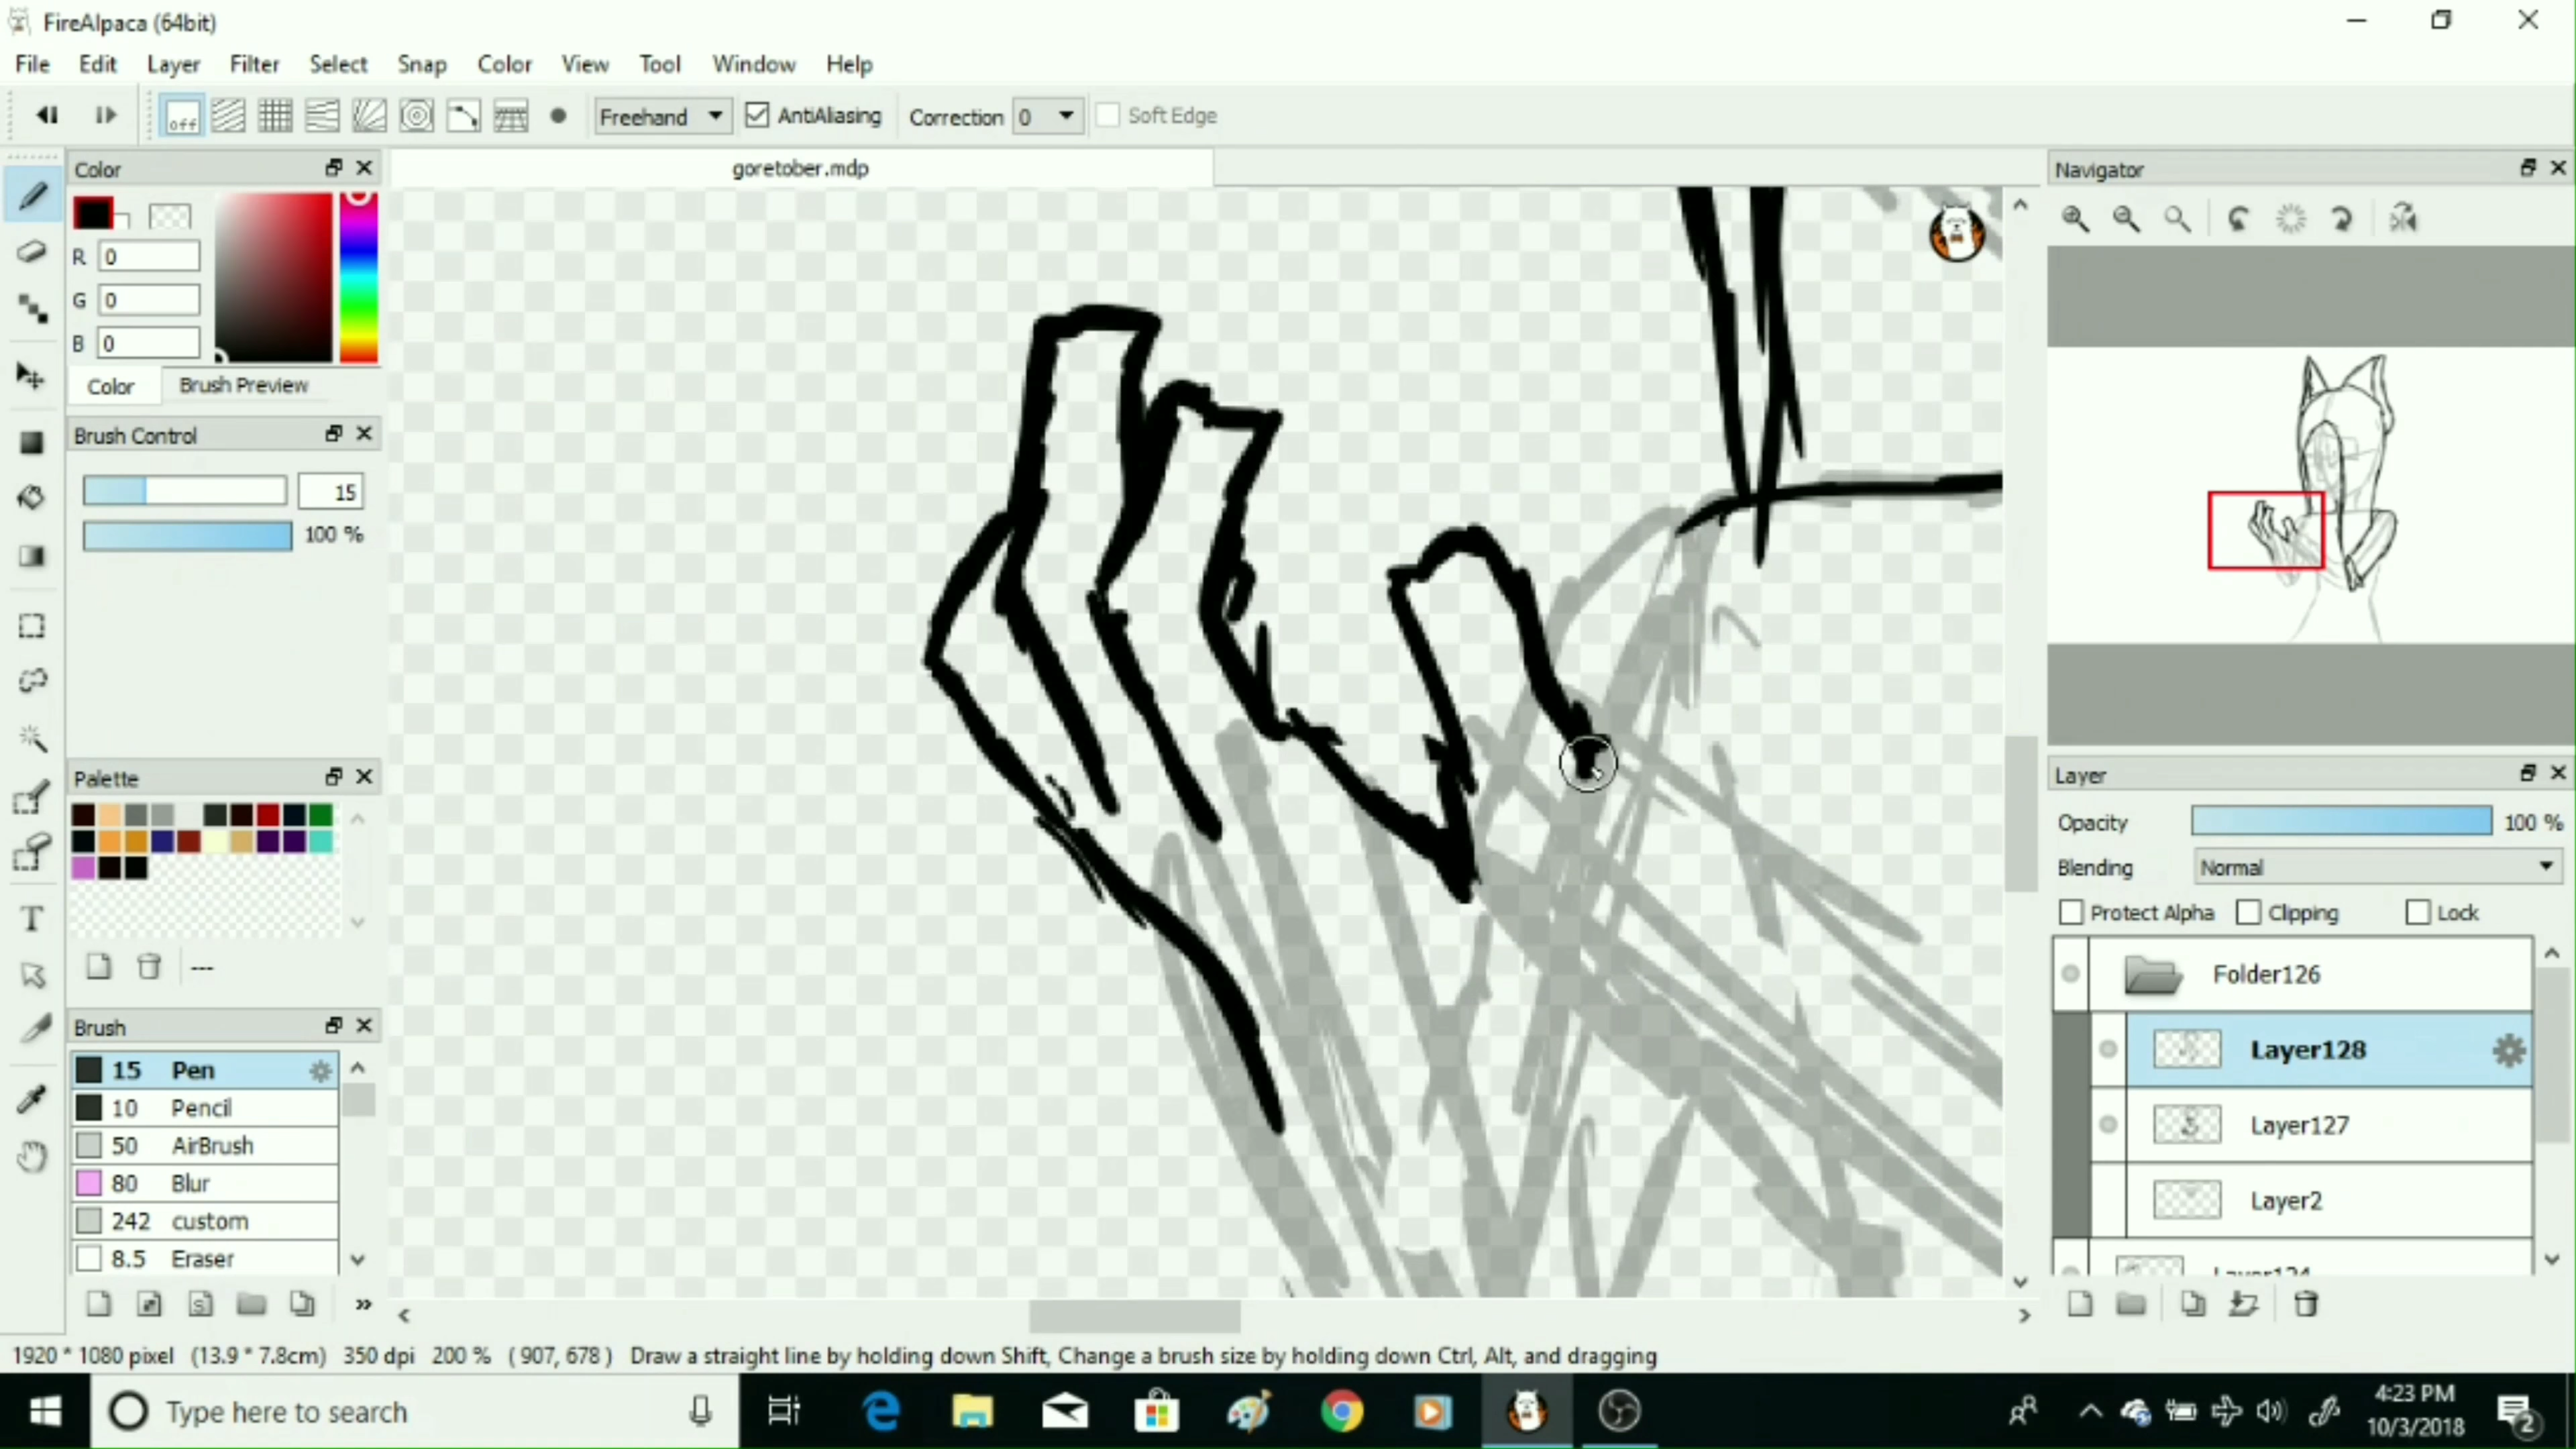 FireAlpaca (64bit)
File Edit Layer Filter Select Snap Color View Tool Window Help
off Freehand AntiAliasing Correction 0 Soft Edge
Color
goretober.mdp
Navigator
R 0
G 0
B 0
Color Brush Preview
Brush Control
15
100 %
Palette
Layer
Opacity 100 %
Blending Normal
Protect Alpha Clipping Lock
T
---
Folder126
Brush
15 Pen
Layer128
10 Pencil
Layer127
50 AirBrush
80 Blur
Layer2
242 custom
8.5 Eraser
Layer124
S
»
1920 * 1080 pixel (13.9 * 7.8cm) 350 dpi 200 % ( 907, 678 ) Draw a straight line by holding down Shift, Change a brush size by holding down Ctrl, Alt, and dragging
Type here to search
4:23 PM
10/3/2018
2